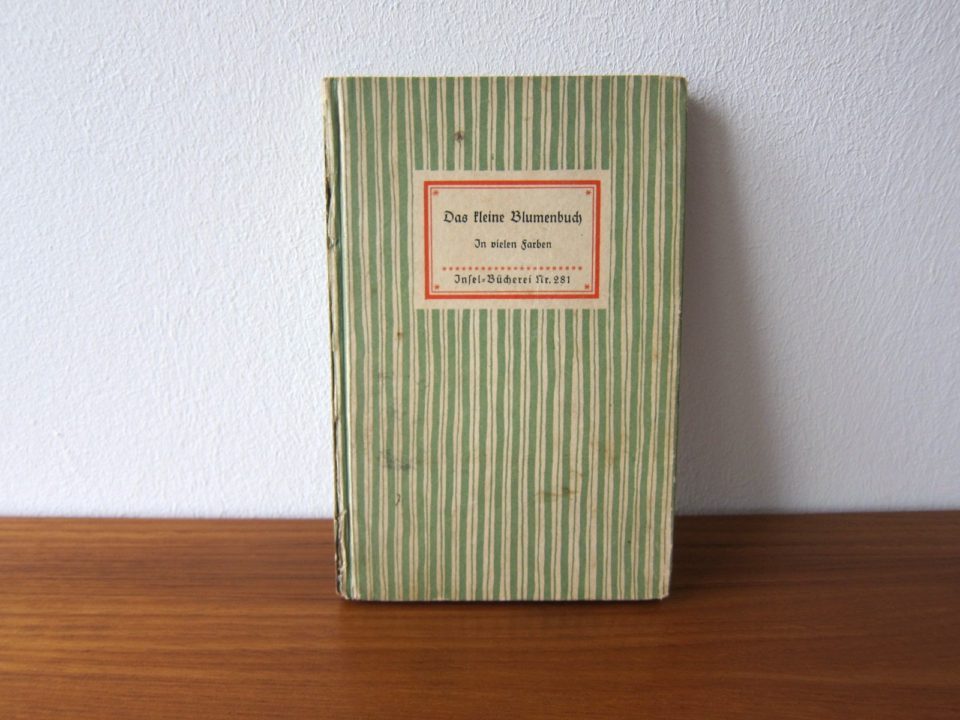 Das kleine Blumenbuch
In vielen Farben
Insel-Bücherei Nr. 281